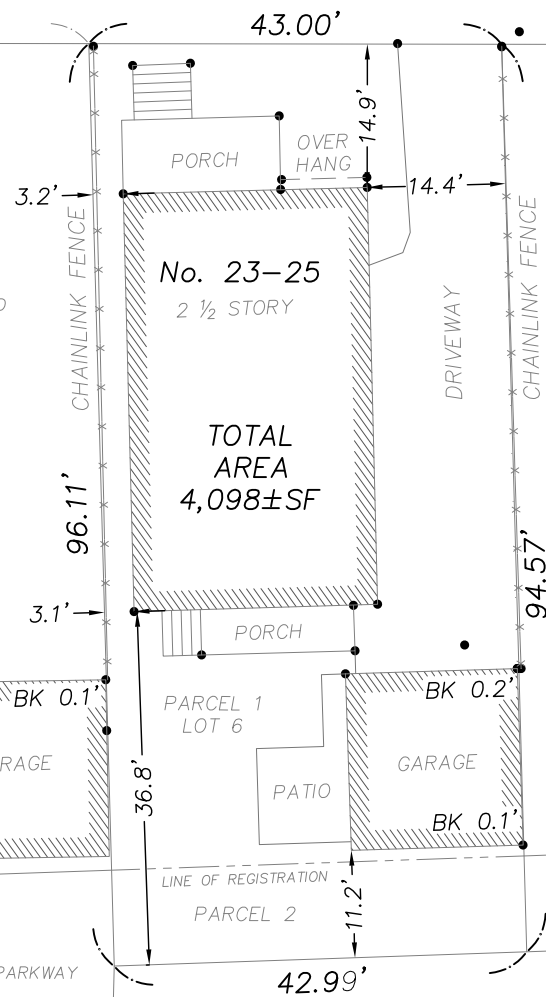 43.00'
OVER
HANG
14.9'
PORCH
14.4'
3.2'
CHAINLINK FENCE
CHAINLINK FENCE
No. 23-25
2 ½ STORY
DRIVEWAY
TOTAL
AREA
4,098±SF
96.11'
94.57'
3.1'
PORCH
BK 0.1'
BK 0.2'
PARCEL 1
LOT 6
RAGE
GARAGE
36.8'
PATIO
BK 0.1'
LINE OF REGISTRATION
11.2'
PARCEL 2
PARKWAY
42.99'